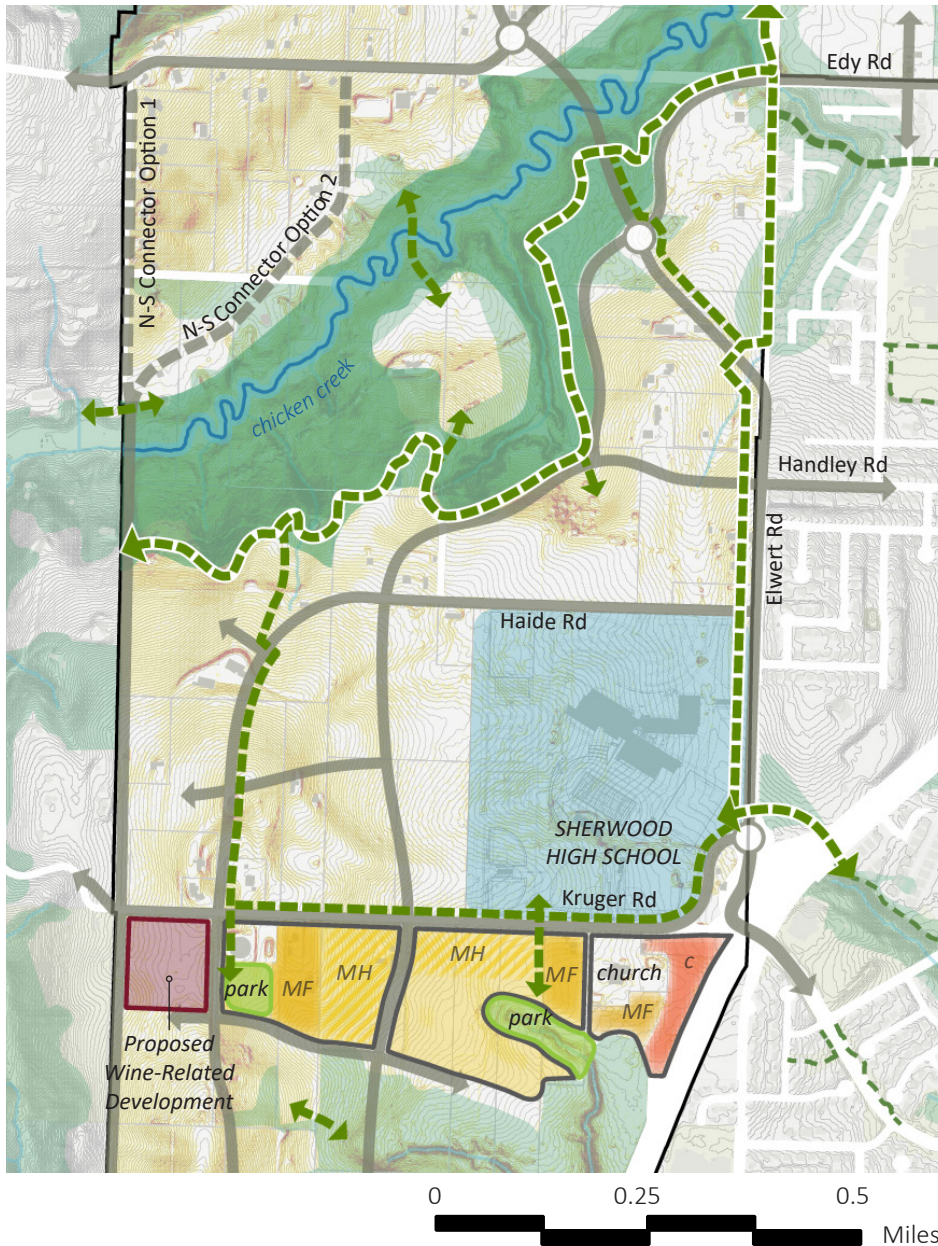 Edy Rd
N-S Connector Option 1
N-S Connector Option 2
chicken creek
Handley Rd
Elwert Rd
Haide Rd
SHERWOOD
HIGH SCHOOL
Kruger Rd
MH
MH
C
church
park
MF
MF
MF
park
Proposed
Wine-Related
Development
0
0.25
0.5
Miles